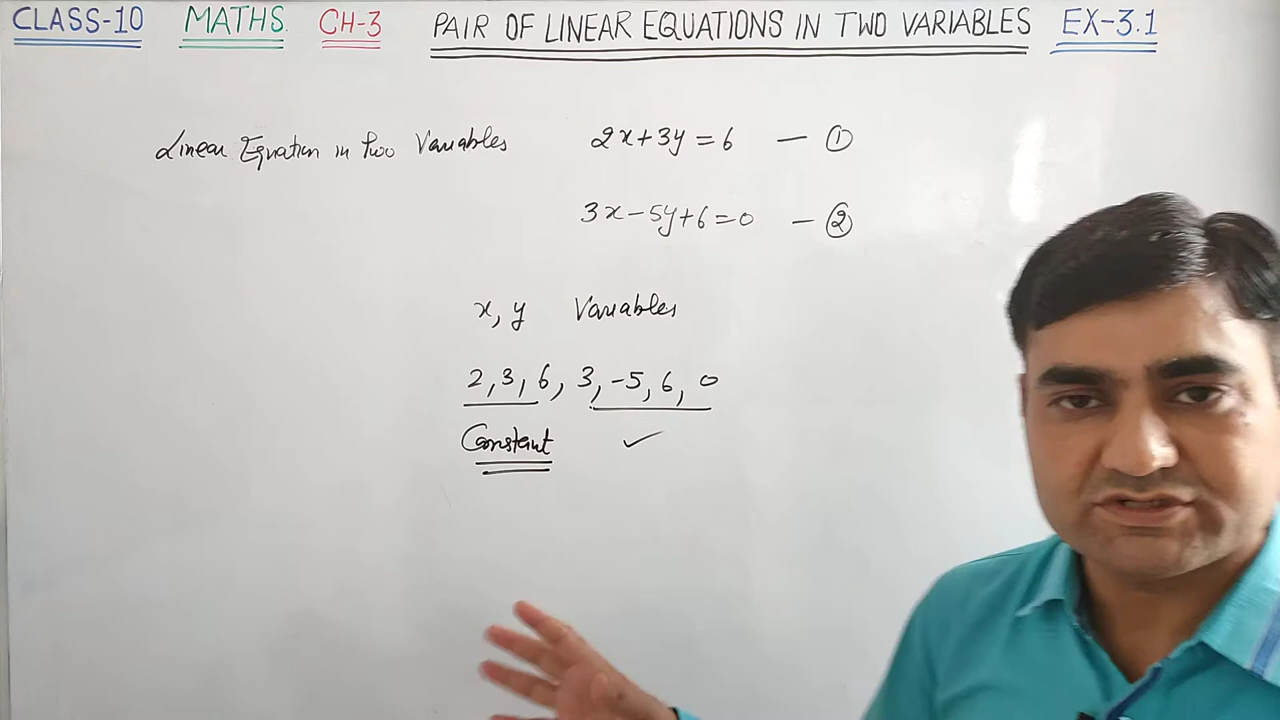 CLASS-10 MATHS. CH-3 PAIR OF LINEAR EQUATIONS IN TWO VARIABLES EX-3.1
Linear Equation in two Variables 2x+3y=6 — ①
3x-5y+6=0 — ②
x, y Variables
2, 3, 6, 3, -5, 6, 0
Constant ✓